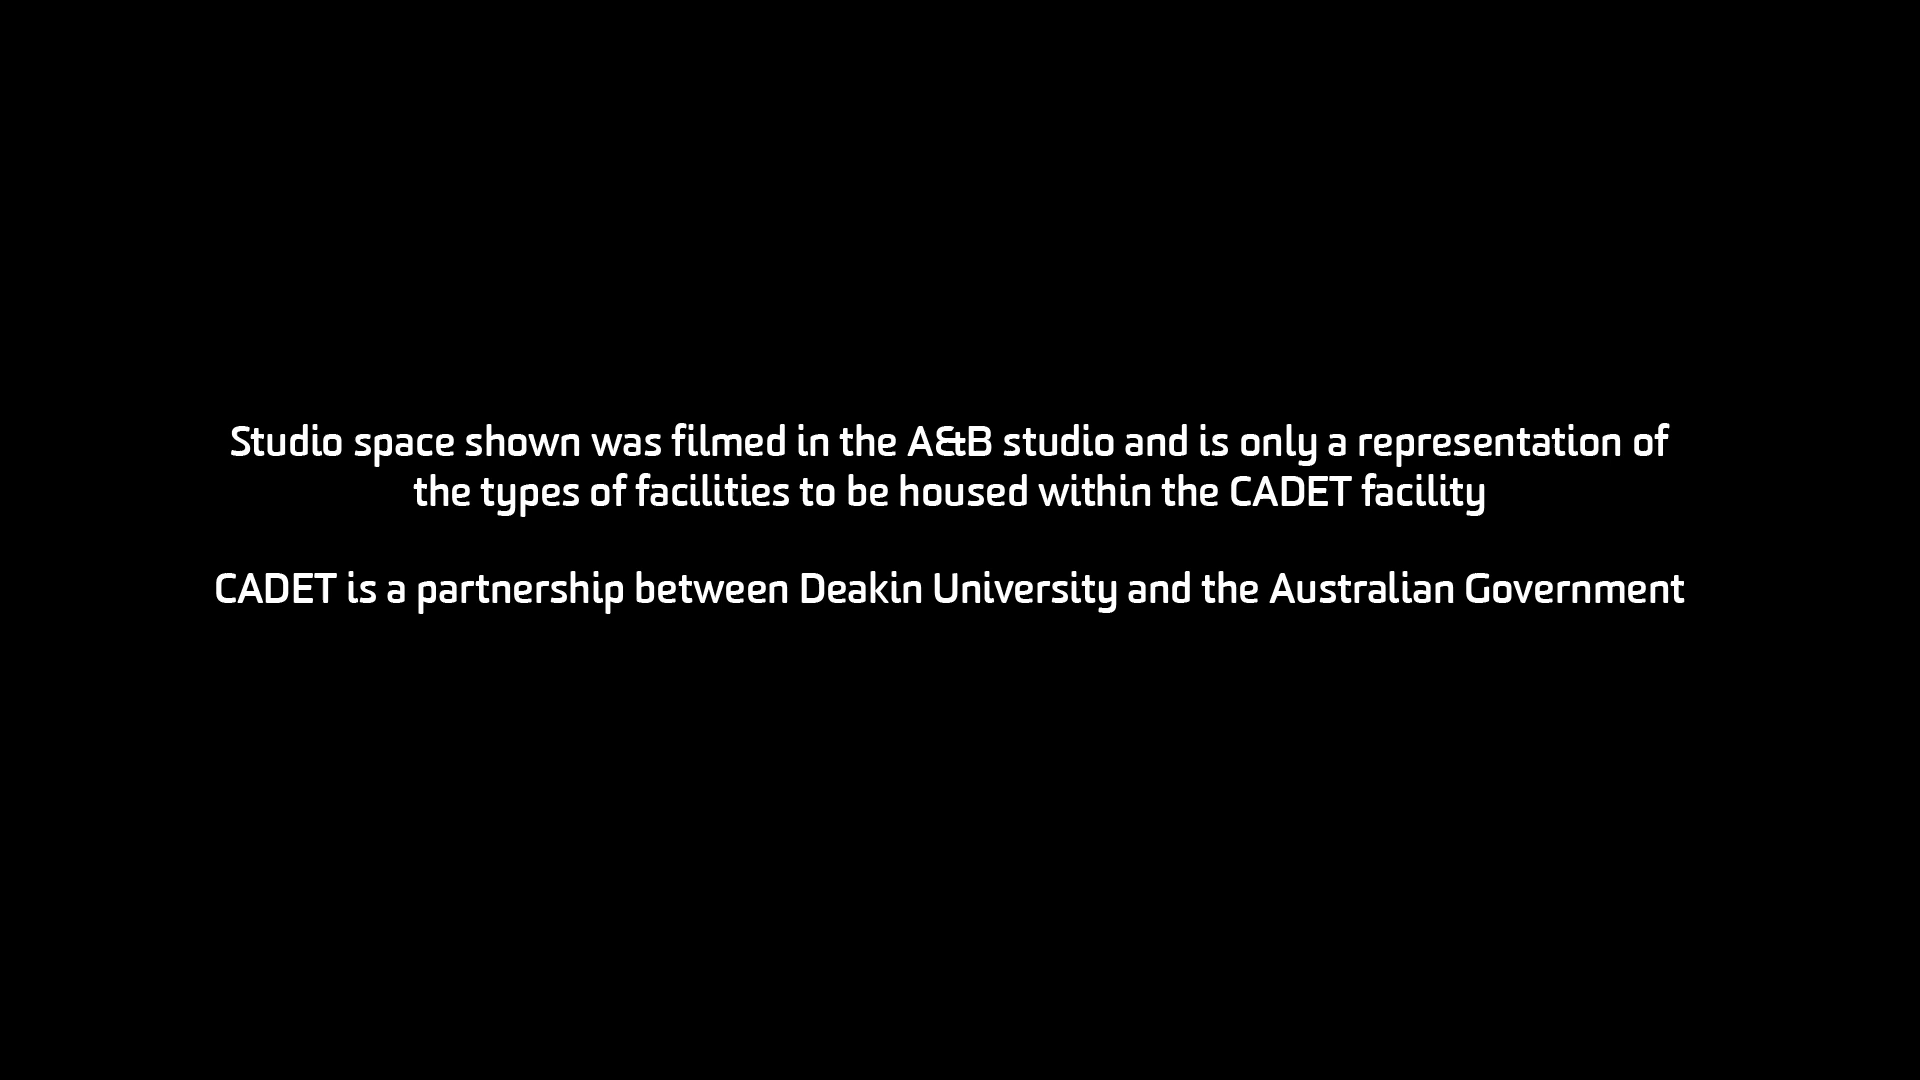 Studio space shown was filmed in the A&B studio and is only a representation of
the types of facilities to be housed within the CADET facility
CADET is a partnership between Deakin University and the Australian Government